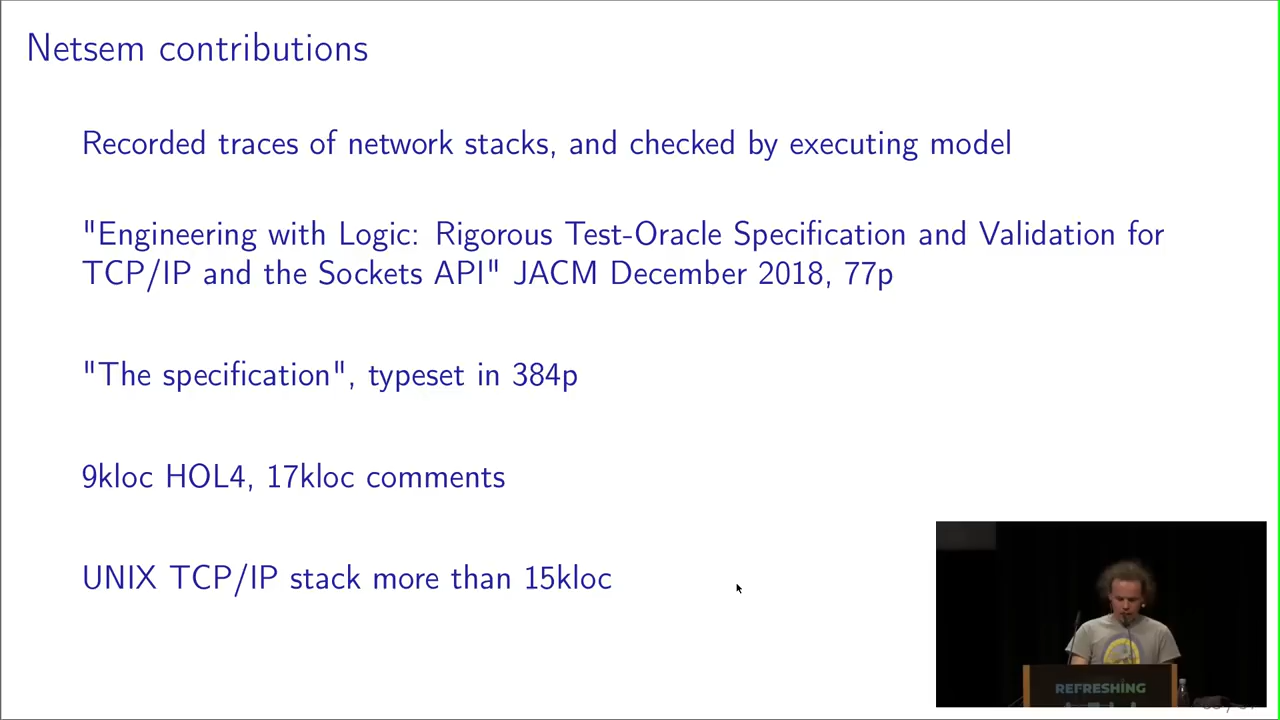 Netsem contributions
Recorded traces of network stacks, and checked by executing model
"Engineering with Logic: Rigorous Test-Oracle Specification and Validation for
TCP/IP and the Sockets API" JACM December 2018, 77p
"The specification", typeset in 384p
9kloc HOL4, 17kloc comments
UNIX TCP/IP stack more than 15kloc
REFRESHING